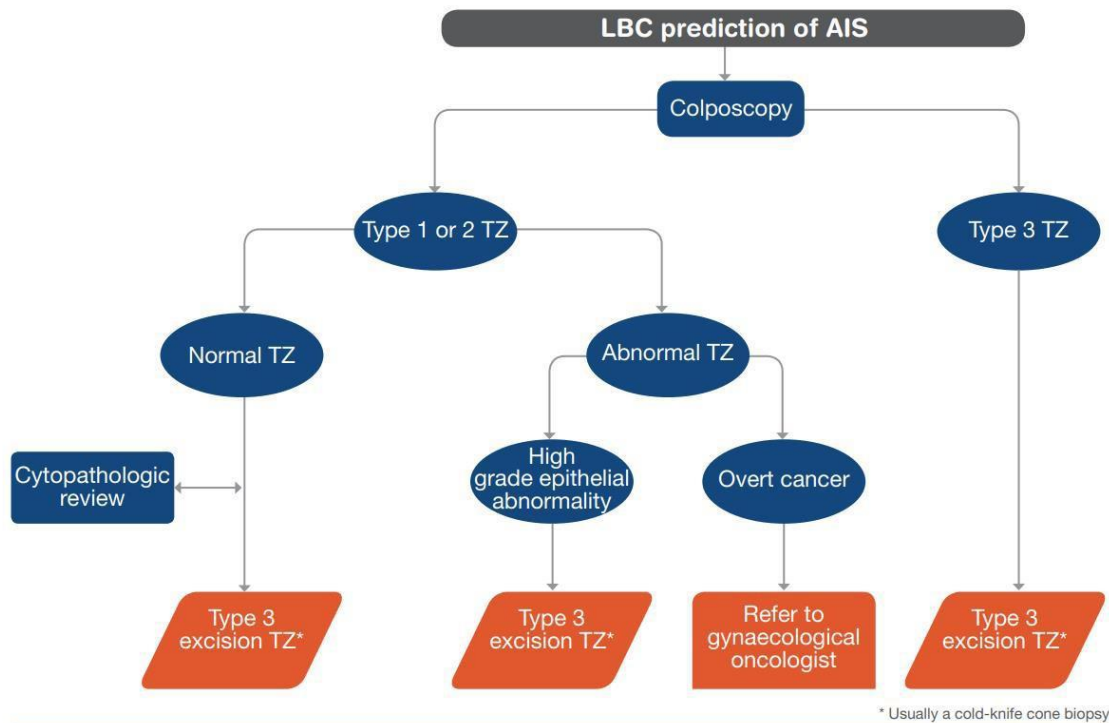 LBC prediction of AIS
Colposcopy
Type 1 or 2 TZ
Type 3 TZ
Normal TZ
Abnormal TZ
Cytopathologic
review
High
grade epithelial
abnormality
Overt cancer
Type 3
excision TZ*
Type 3
excision TZ*
Refer to
gynaecological
oncologist
Type 3
excision TZ*
* Usually a cold-knife cone biopsy